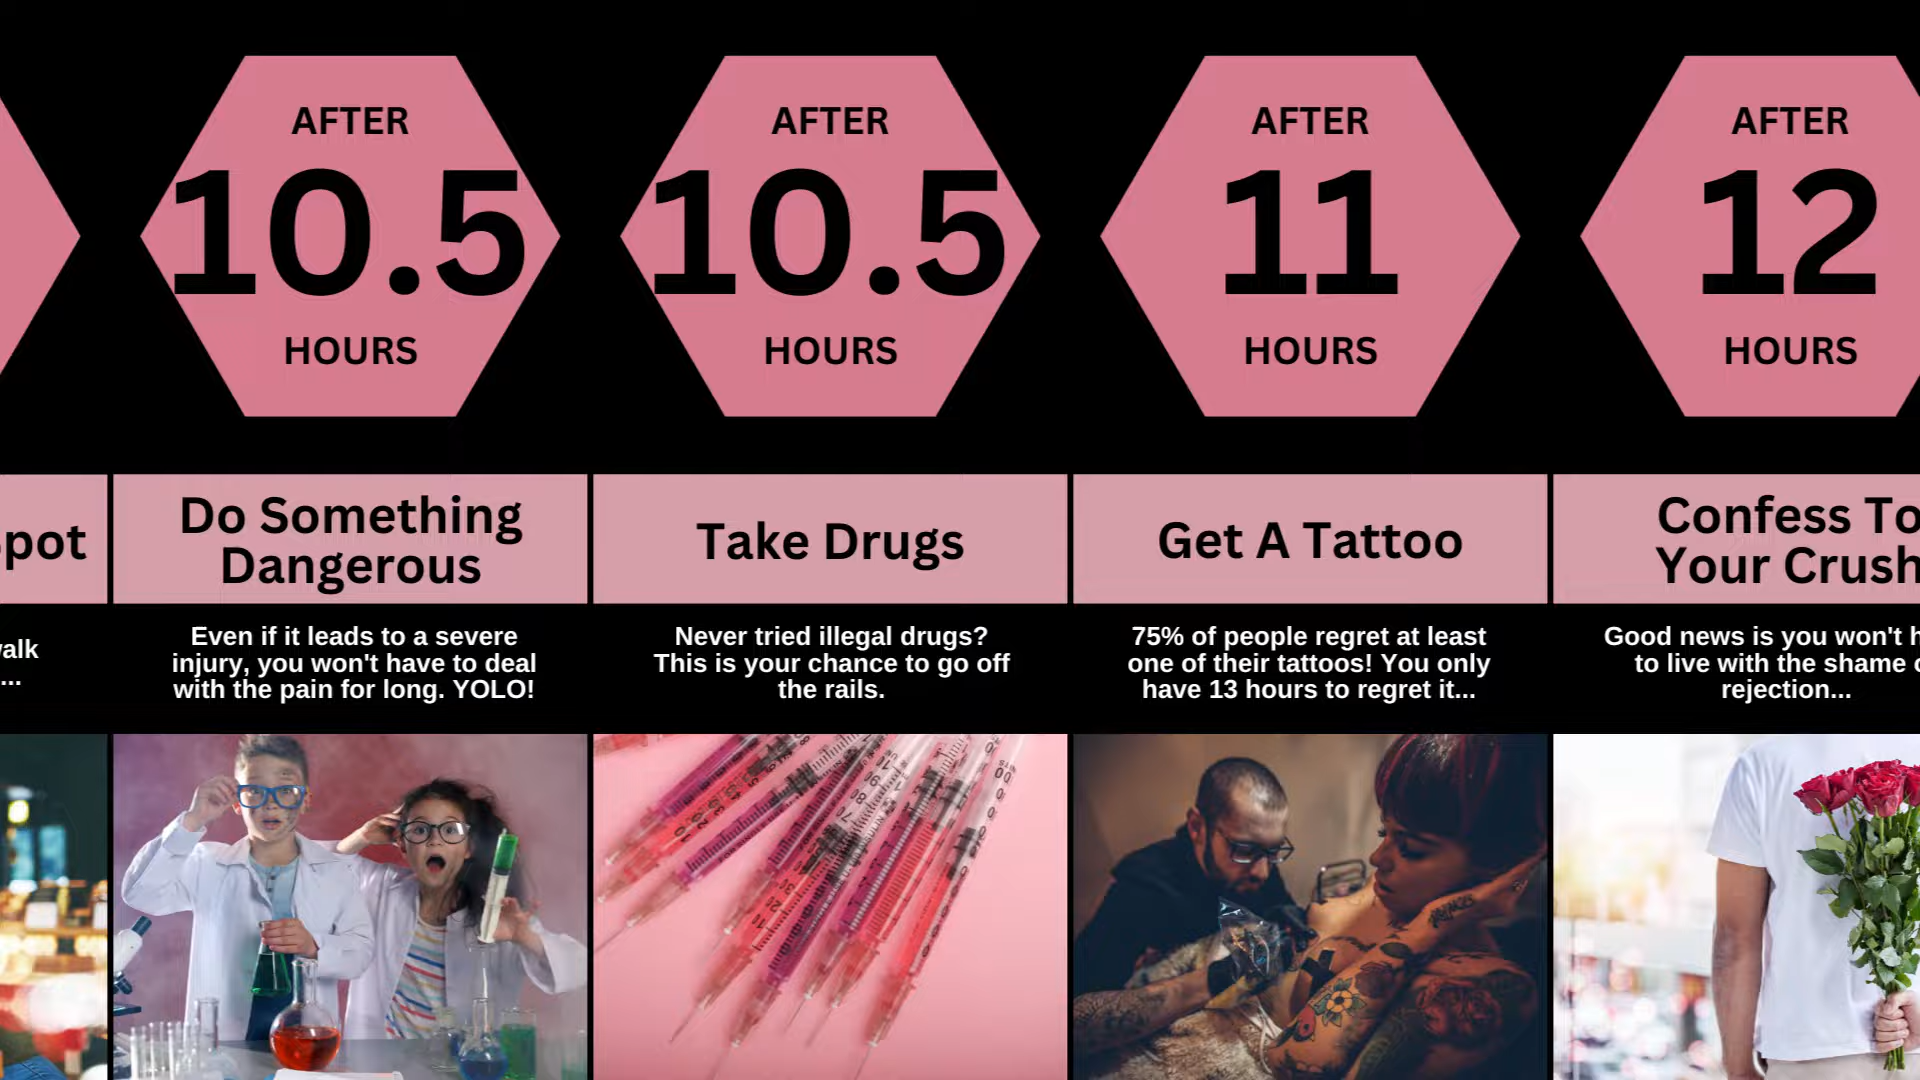 AFTER
10.5
HOURS
AFTER
10.5
HOURS
AFTER
11
HOURS
AFTER
12
HOURS
Do Something
Dangerous
Take Drugs
Get A Tattoo
Confess To
Your Crush
Even if it leads to a severe
injury, you won't have to deal
with the pain for long. YOLO!
Never tried illegal drugs?
This is your chance to go off
the rails.
75% of people regret at least
one of their tattoos! You only
have 13 hours to regret it...
Good news is you won't
to live with the shame
rejection...